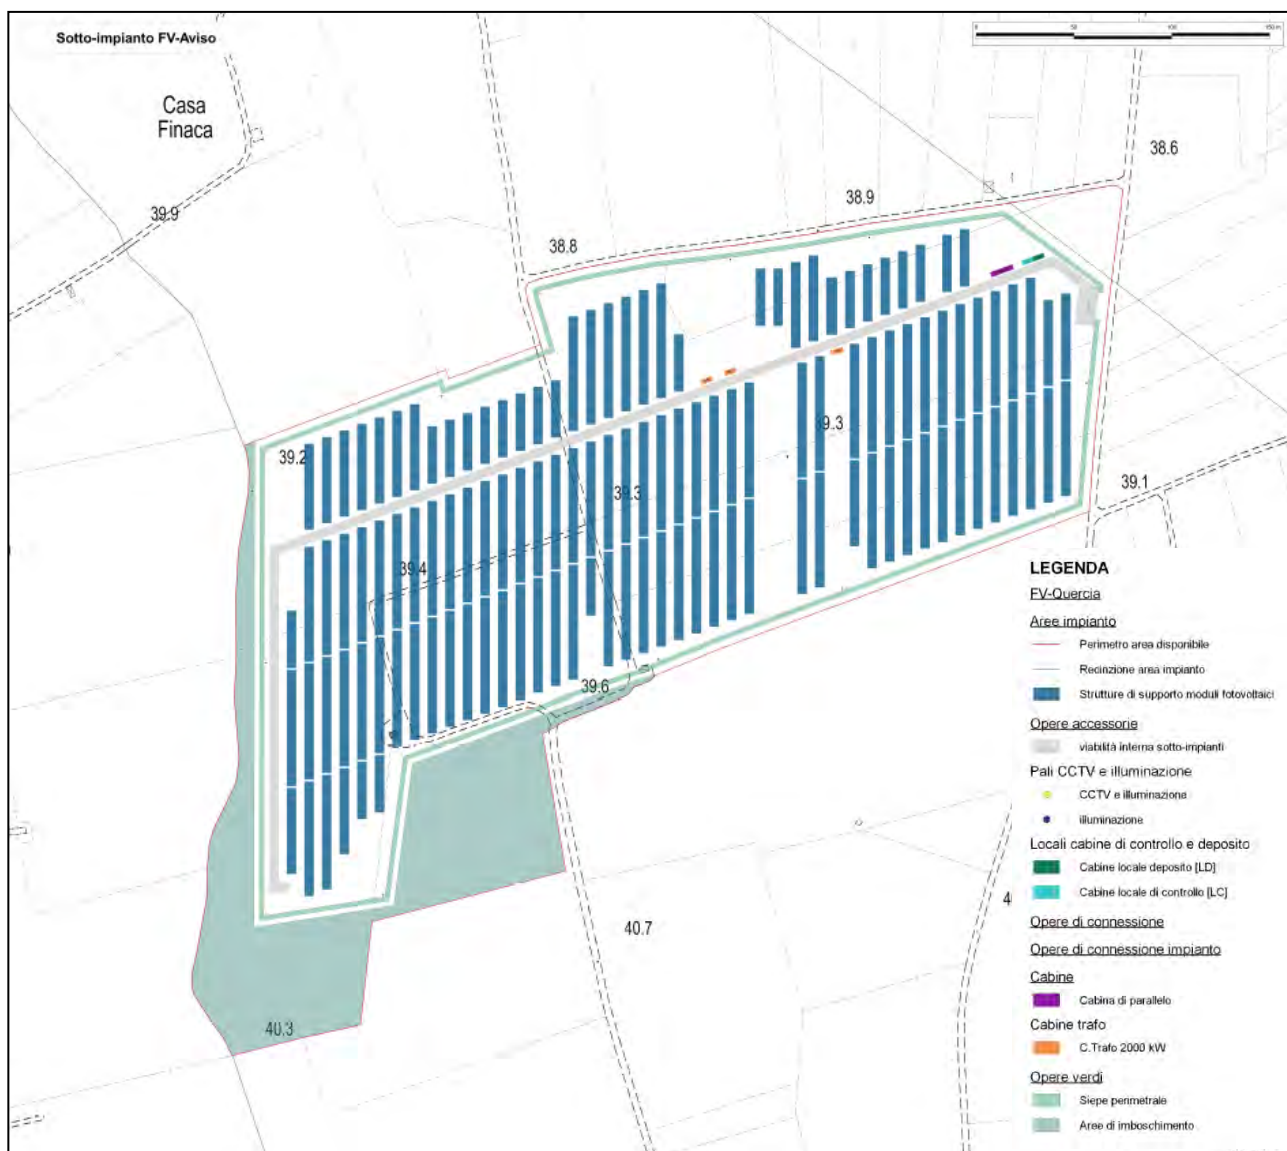 Sotto-impianto FV-Aviso
0 50 100 150 m
Casa
Finaca
38.6
38.9
39.9
38.8
39.3
39.2
39.1
39.3
39.4
39.6
40.7
40.3
4
LEGENDA
FV-Quercia
Aree impianto
Perimetro area disponibile
Recinzione area impianto
Strutture di supporto moduli fotovoltaici
Opere accessorie
viabilità interna sotto-impianti
Pali CCTV e illuminazione
CCTV e illuminazione
illuminazione
Locali cabine di controllo e deposito
Cabine locale deposito [LD]
Cabine locale di controllo [LC]
Opere di connessione
Opere di connessione impianto
Cabine
Cabina di parallelo
Cabine trafo
C.Trafo 2000 kW
Opere verdi
Siepe perimetrale
Aree di imboschimento